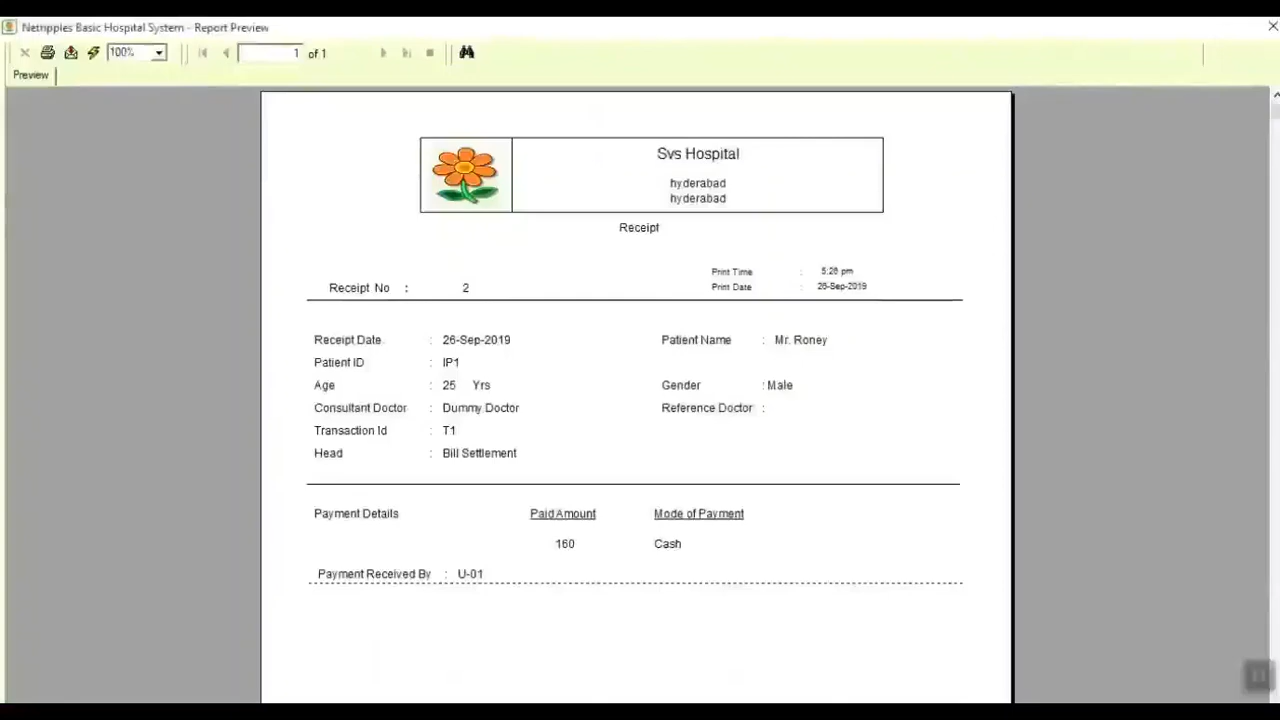 Netripples Basic Hospital System - Report Preview
100% 1 of 1
Preview
Svs Hospital
hyderabad
hyderabad
Receipt
Print Time : 5:26 pm
Receipt No : 2 Print Date : 26-Sep-2019
Receipt Date : 26-Sep-2019 Patient Name : Mr. Roney
Patient ID : IP1
Age : 25 Yrs Gender : Male
Consultant Doctor : Dummy Doctor Reference Doctor :
Transaction Id : T1
Head : Bill Settlement
Payment Details Paid Amount Mode of Payment
160 Cash
Payment Received By : U-01